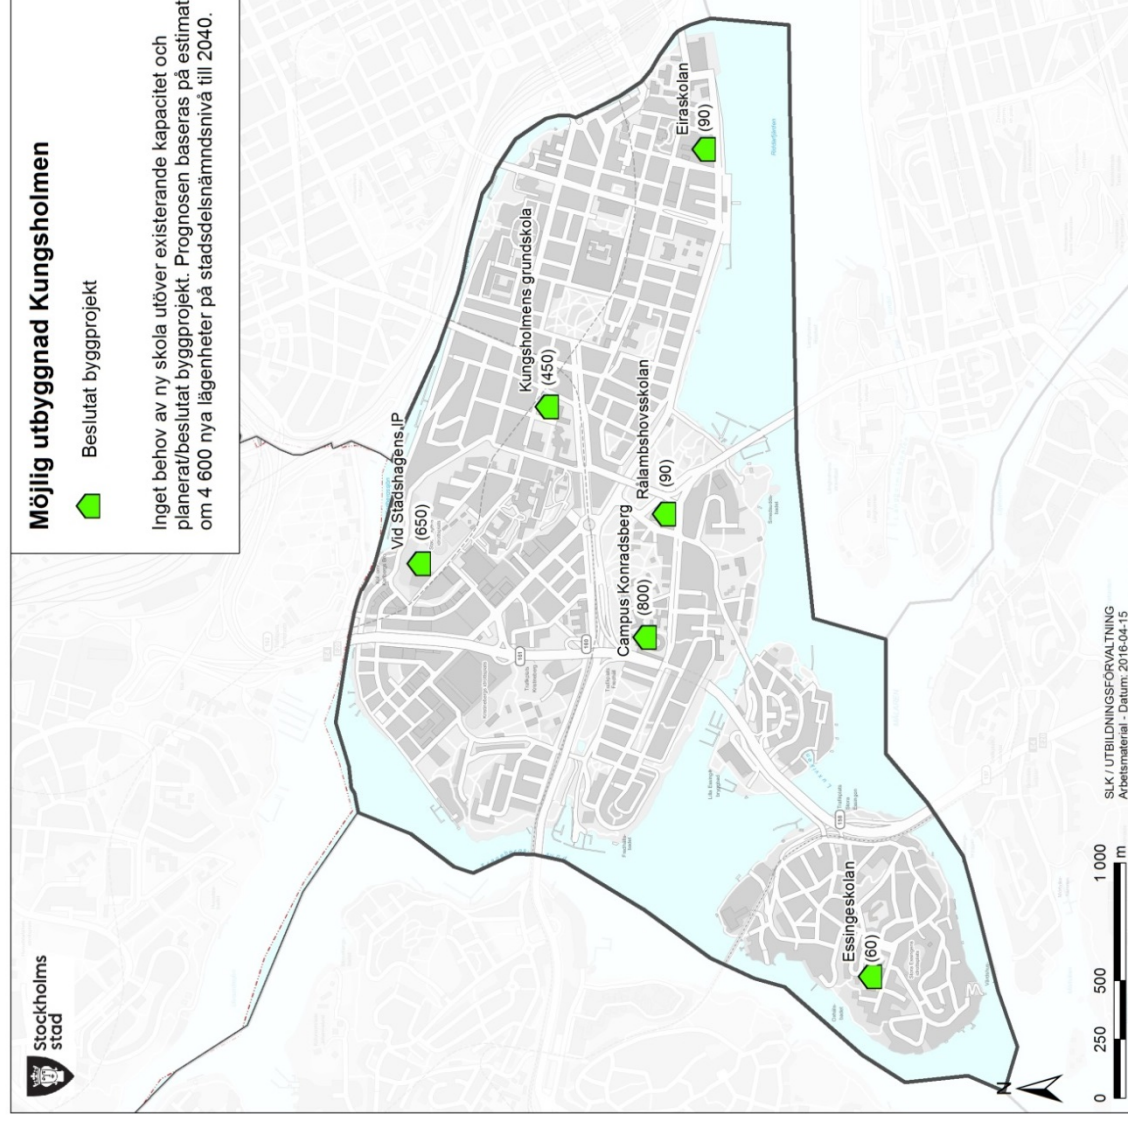 Stockholms
stad
Möjlig utbyggnad Kungsholmen
Beslutat byggprojekt
Inget behov av ny skola utöver existerande kapacitet och
planerat/beslutat byggprojekt. Prognosen baseras på estimat
om 4 600 nya lägenheter på stadsdelsnämndsnivå till 2040.
Vid Stadshagens IP
(650)
Kungsholmens grundskola
(450)
Eiraskolan
(90)
Rålambshovsskolan
(90)
Campus Konradsberg
(800)
Essingeskolan
(60)
Riddarfjärden
N
0 250 500 1 000
m
SLK / UTBILDNINGSFÖRVALTNING
Arbetsmaterial - Datum: 2016-04-15